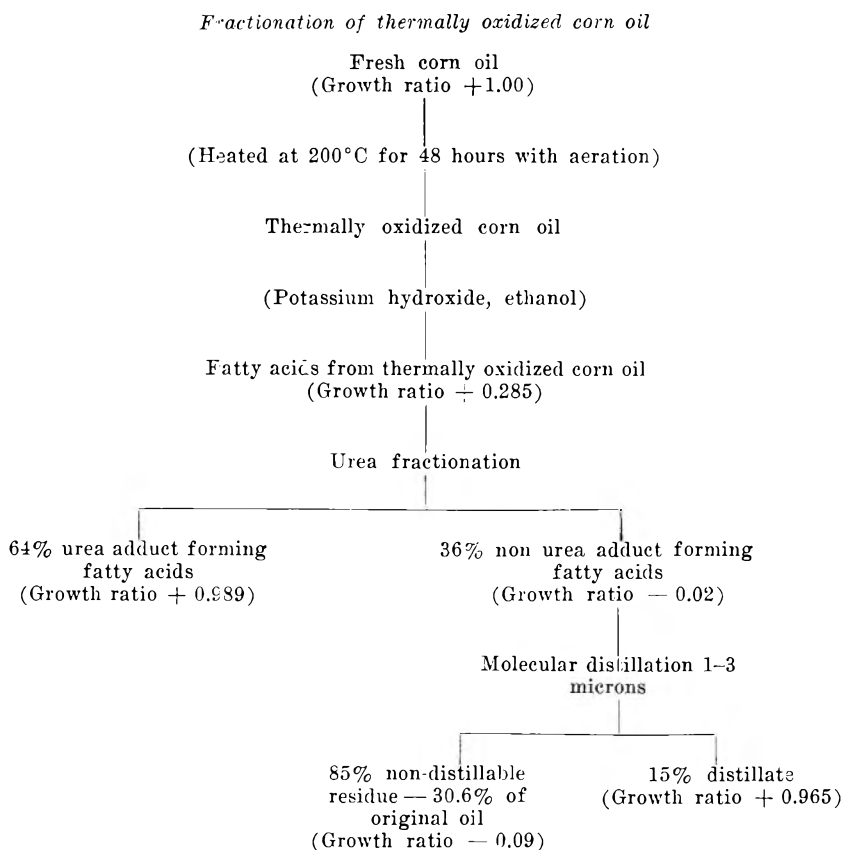 Fractionation of thermally oxidized corn oil
Fresh corn oil
(Growth ratio +1.00)
(Heated at 200°C for 48 hours with aeration)
Thermally oxidized corn oil
(Potassium hydroxide, ethanol)
Fatty acids from thermally oxidized corn oil
(Growth ratio + 0.285)
Urea fractionation
64% urea adduct forming
fatty acids
(Growth ratio + 0.989)
36% non urea adduct forming
fatty acids
(Growth ratio — 0.02)
Molecular distillation 1–3
microns
85% non-distillable
residue — 30.6% of
original oil
(Growth ratio — 0.09)
15% distillate
(Growth ratio + 0.965)